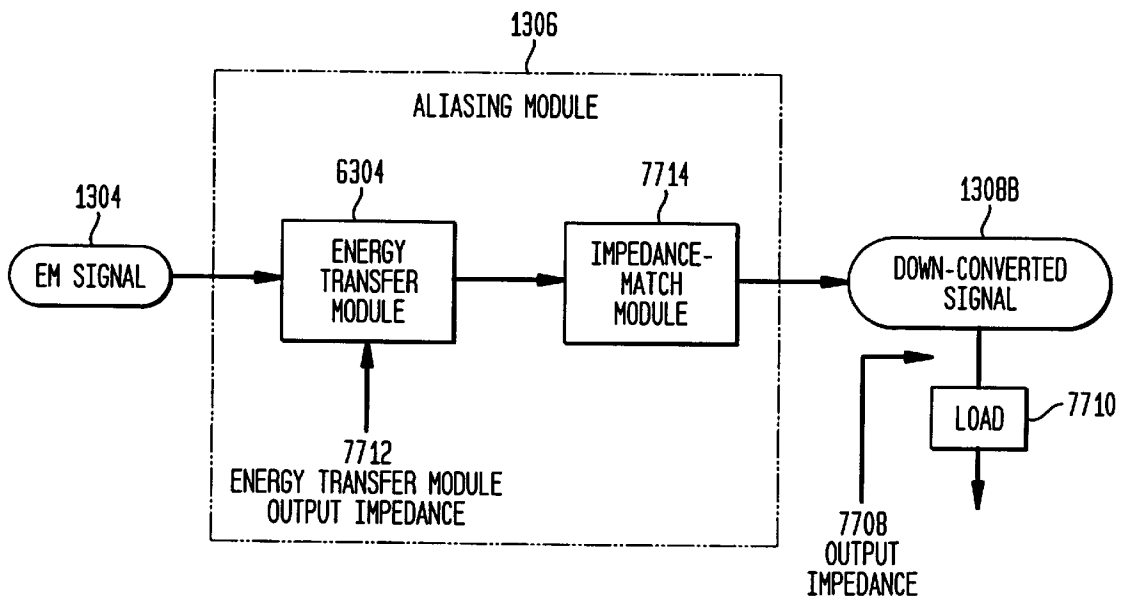 1306
ALIASING MODULE
1304
EM SIGNAL
6304
ENERGY
TRANSFER
MODULE
7714
IMPEDANCE-
MATCH
MODULE
1308B
DOWN-CONVERTED
SIGNAL
LOAD
7710
7712
ENERGY TRANSFER MODULE
OUTPUT IMPEDANCE
7708
OUTPUT
IMPEDANCE